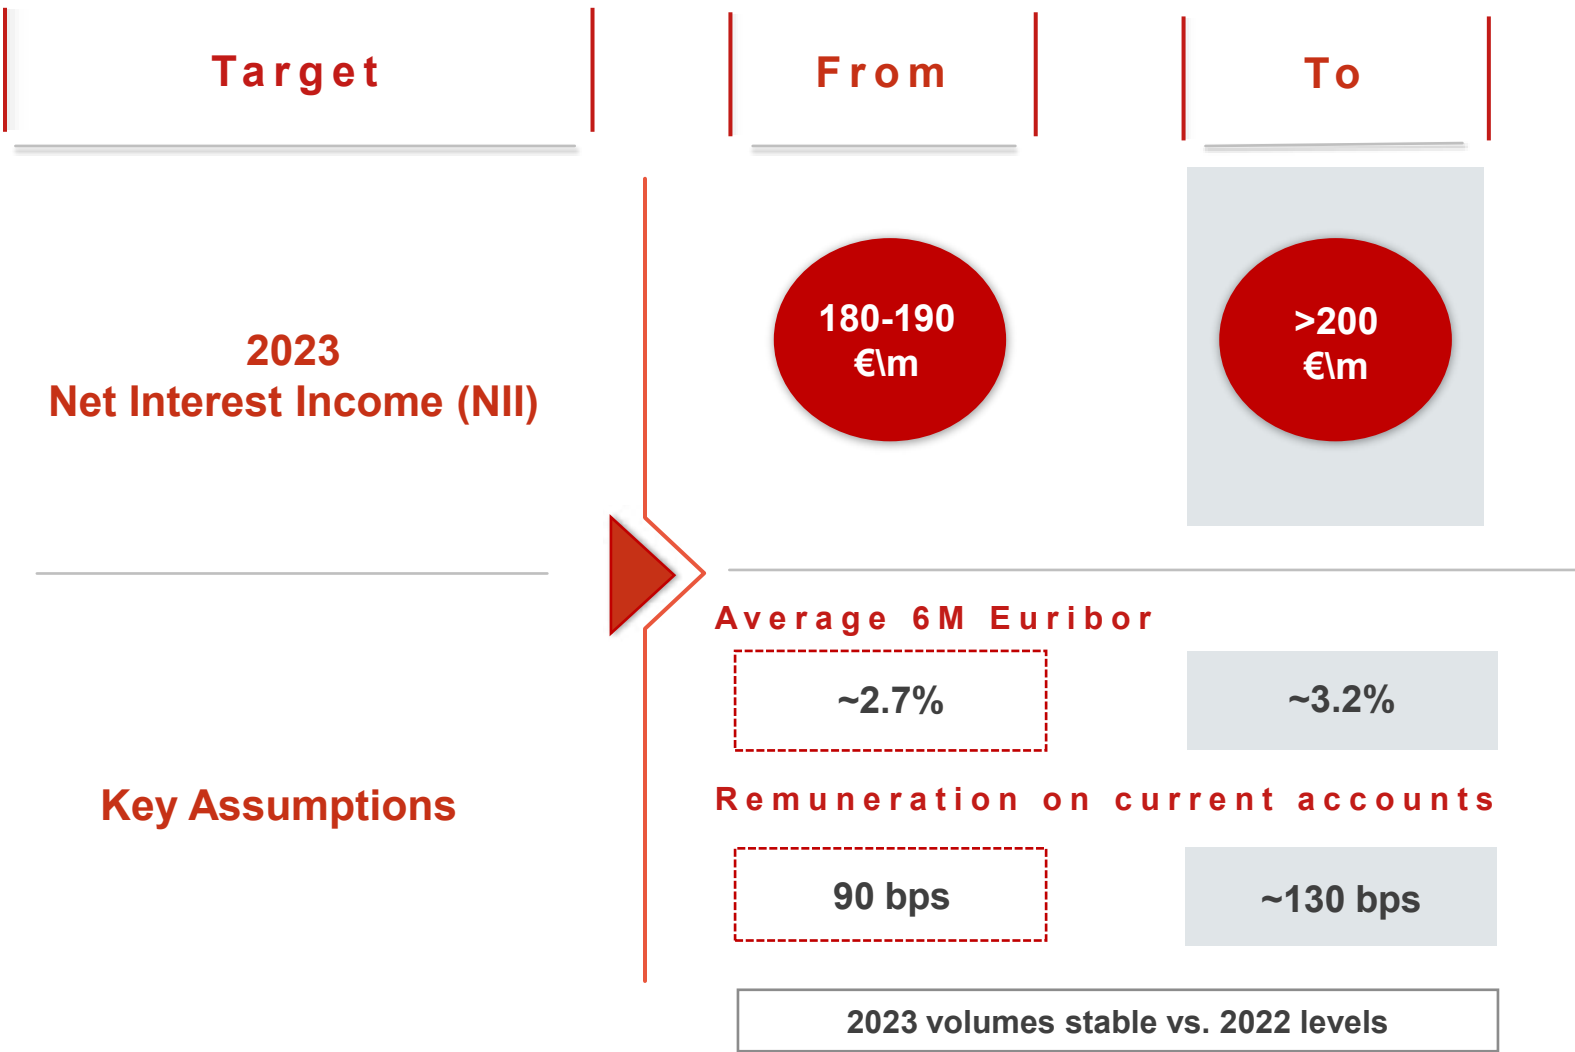 Target
From
To
2023
Net Interest Income (NII)
180-190
€\m
>200
€\m
Average 6M Euribor
~2.7%
~3.2%
Key Assumptions
Remuneration on current accounts
90 bps
~130 bps
2023 volumes stable vs. 2022 levels